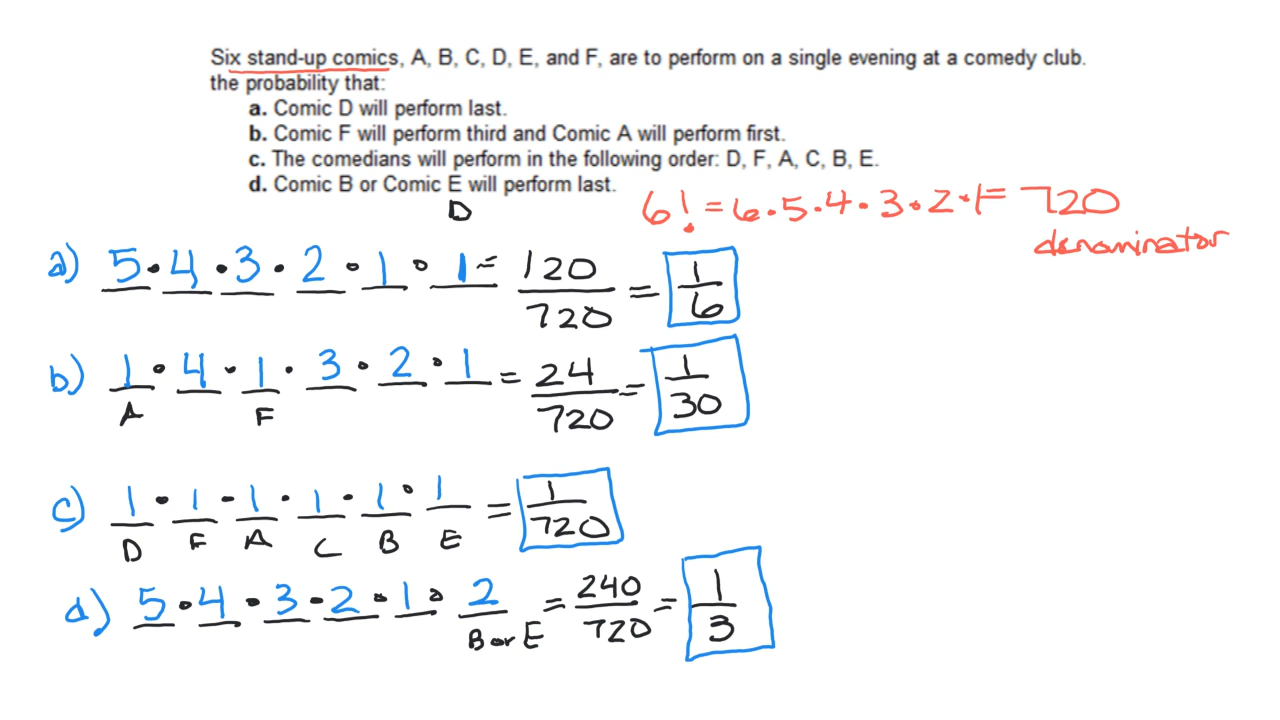 Six stand-up comics, A, B, C, D, E, and F, are to perform on a single evening at a comedy club.
the probability that:
a. Comic D will perform last.
b. Comic F will perform third and Comic A will perform first.
c. The comedians will perform in the following order: D, F, A, C, B, E.
d. Comic B or Comic E will perform last.
6! = 6·5·4·3·2·1= 720
denominator
D
a) 5·4·3·2·1·1= 120/720 = 1/6
b) 1·4·1·3·2·1 = 24/720 = 1/30
A F
c) 1·1·1·1·1·1 = 1/720
D F A C B E
d) 5·4·3·2·1·2 = 240/720 = 1/3
B or E